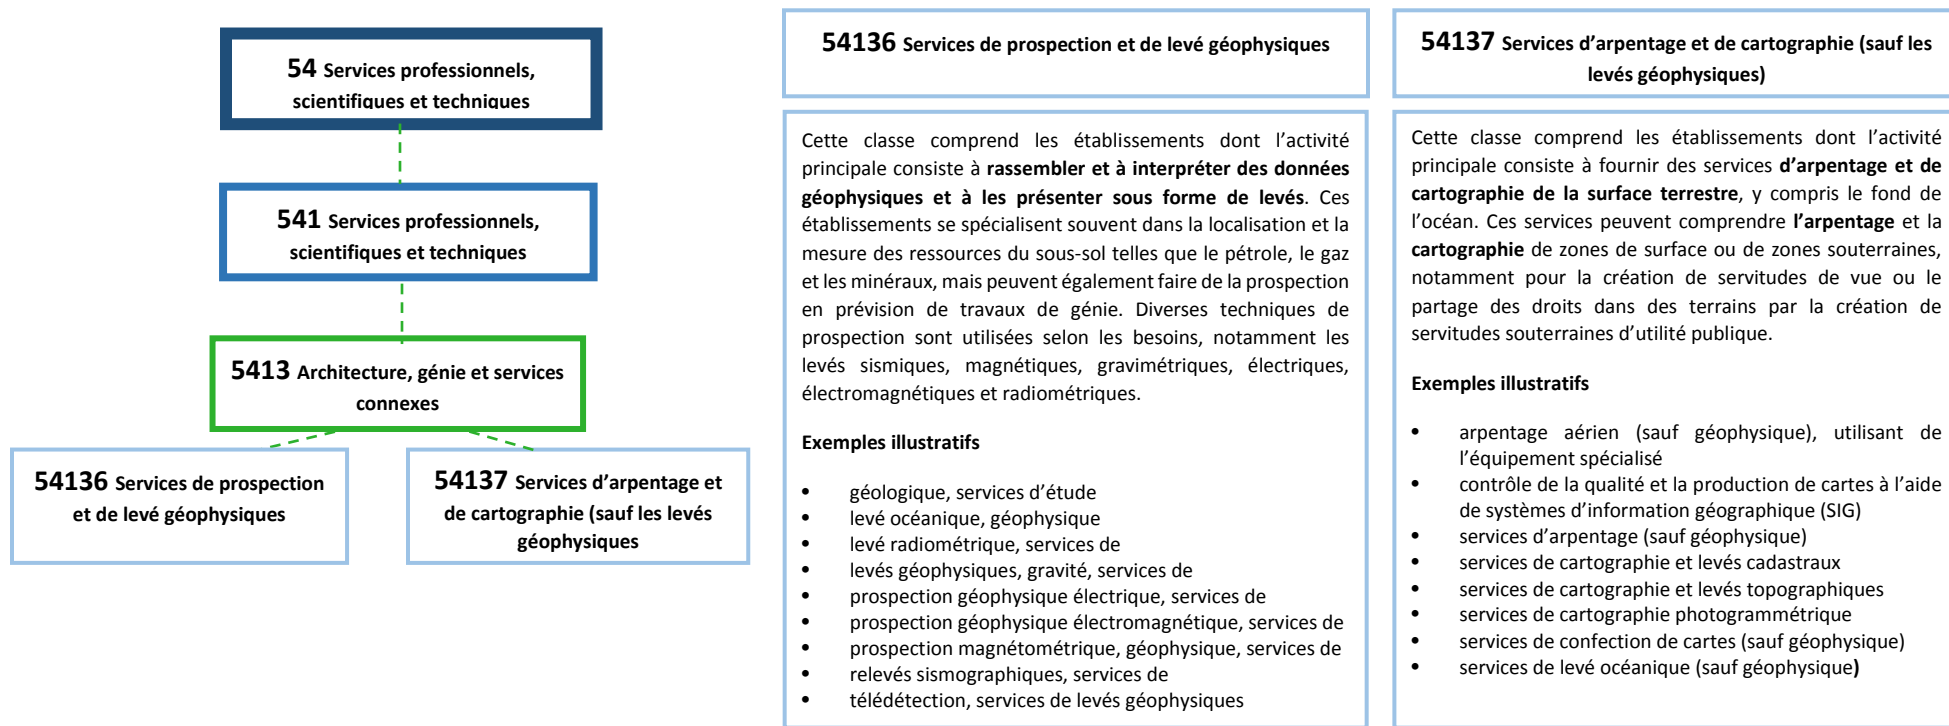 54 Services professionnels,
scientifiques et techniques
541 Services professionnels,
scientifiques et techniques
5413 Architecture, génie et services
connexes
54136 Services de prospection
et de levé géophysiques
54137 Services d’arpentage et
de cartographie (sauf les levés
géophysiques
54136 Services de prospection et de levé géophysiques
Cette classe comprend les établissements dont l’activité
principale consiste à rassembler et à interpréter des données
géophysiques et à les présenter sous forme de levés. Ces
établissements se spécialisent souvent dans la localisation et la
mesure des ressources du sous-sol telles que le pétrole, le gaz
et les minéraux, mais peuvent également faire de la prospection
en prévision de travaux de génie. Diverses techniques de
prospection sont utilisées selon les besoins, notamment les
levés sismiques, magnétiques, gravimétriques, électriques,
électromagnétiques et radiométriques.
Exemples illustratifs
• géologique, services d’étude
• levé océanique, géophysique
• levé radiométrique, services de
• levés géophysiques, gravité, services de
• prospection géophysique électrique, services de
• prospection géophysique électromagnétique, services de
• prospection magnétométrique, géophysique, services de
• relevés sismographiques, services de
• télédétection, services de levés géophysiques
54137 Services d’arpentage et de cartographie (sauf les
levés géophysiques)
Cette classe comprend les établissements dont l’activité
principale consiste à fournir des services d’arpentage et de
cartographie de la surface terrestre, y compris le fond de
l’océan. Ces services peuvent comprendre l’arpentage et la
cartographie de zones de surface ou de zones souterraines,
notamment pour la création de servitudes de vue ou le
partage des droits dans des terrains par la création de
servitudes souterraines d’utilité publique.
Exemples illustratifs
• arpentage aérien (sauf géophysique), utilisant de
l’équipement spécialisé
• contrôle de la qualité et la production de cartes à l’aide
de systèmes d’information géographique (SIG)
• services d’arpentage (sauf géophysique)
• services de cartographie et levés cadastraux
• services de cartographie et levés topographiques
• services de cartographie photogrammétrique
• services de confection de cartes (sauf géophysique)
• services de levé océanique (sauf géophysique)